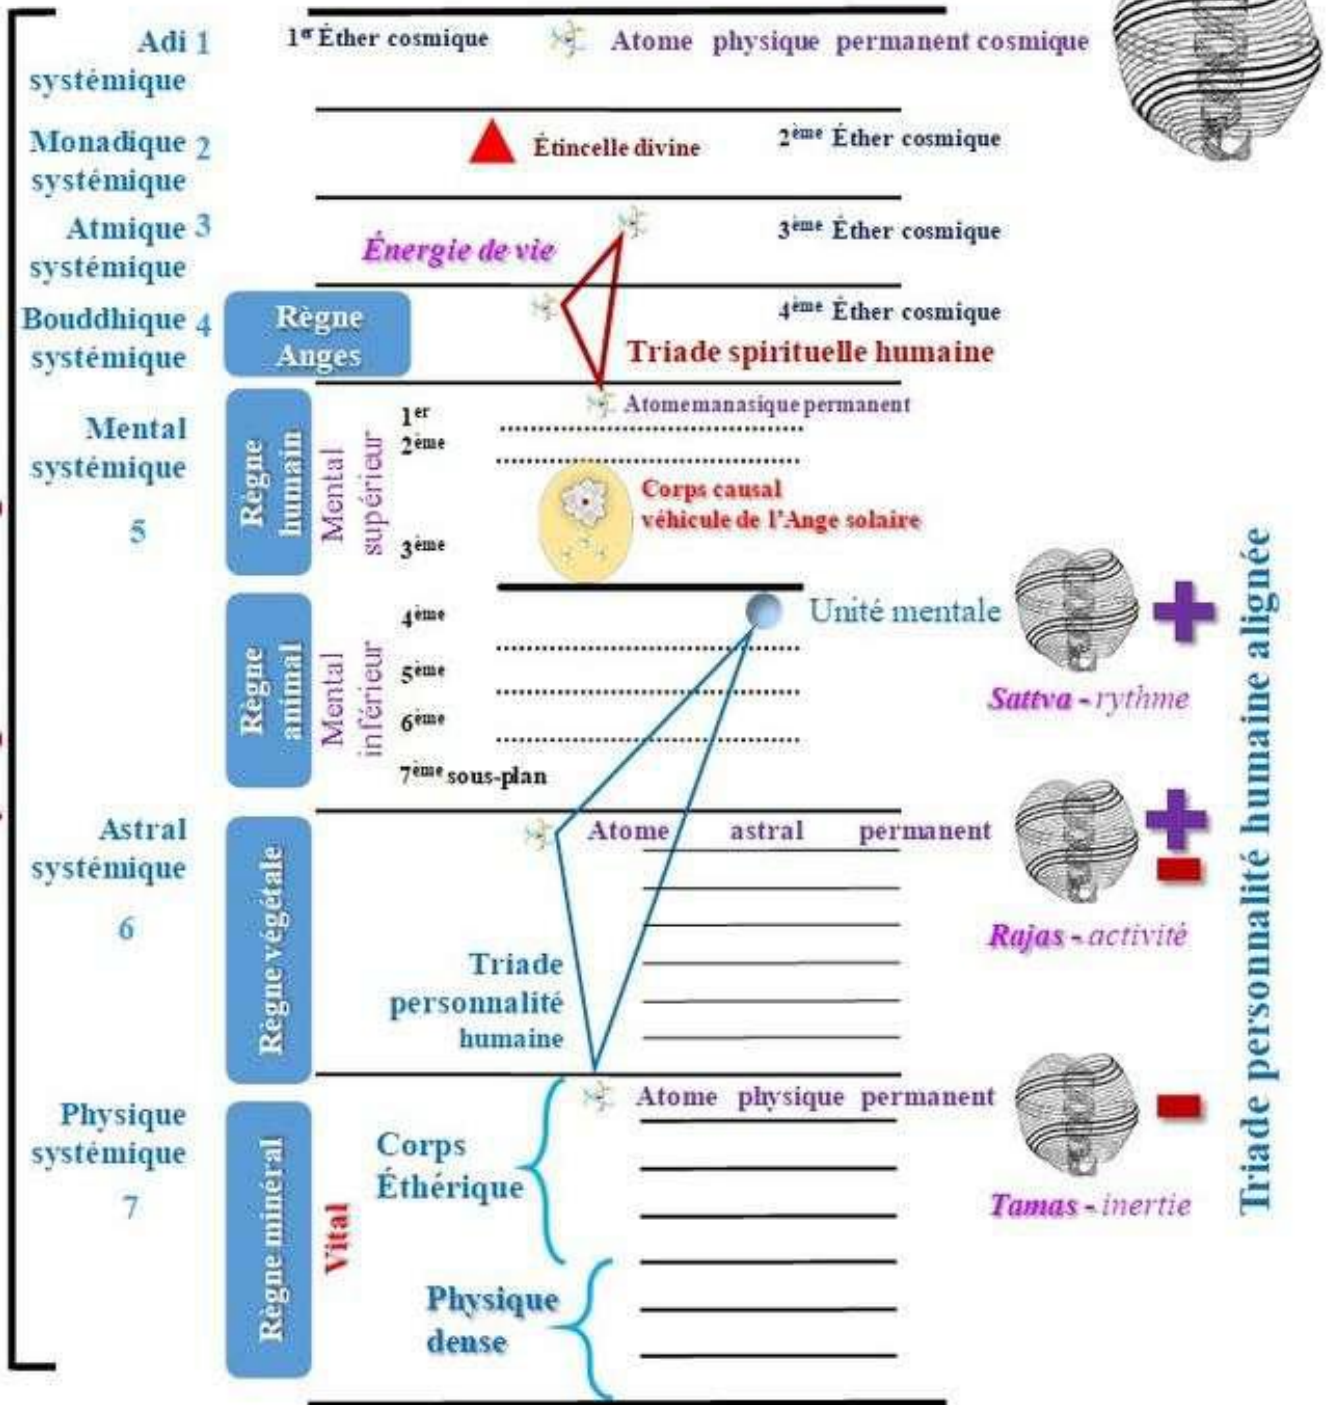 Adi 1
systémique
1er Éther cosmique
Atome physique permanent cosmique
Monadique 2
systémique
Étincelle divine
2ème Éther cosmique
Atmique 3
systémique
Énergie de vie
3ème Éther cosmique
Bouddhique 4
systémique
Règne
Anges
4ème Éther cosmique
Triade spirituelle humaine
Mental
systémique
5
Règne
humain
Mental
supérieur
1er
2ème
3ème
Atomemanasique permanent
Corps causal
véhicule de l'Ange solaire
Règne
animal
Mental
inférieur
4ème
5ème
6ème
7ème sous-plan
Unité mentale
Sattva - rythme
Astral
systémique
6
Règne végétale
Atome astral permanent
Triade
personnalité
humaine
Rajas - activité
Physique
systémique
7
Règne minéral
Vital
Corps
Éthérique
Physique
dense
Atome physique permanent
Tamas - inertie
Triade personnalité humaine alignée